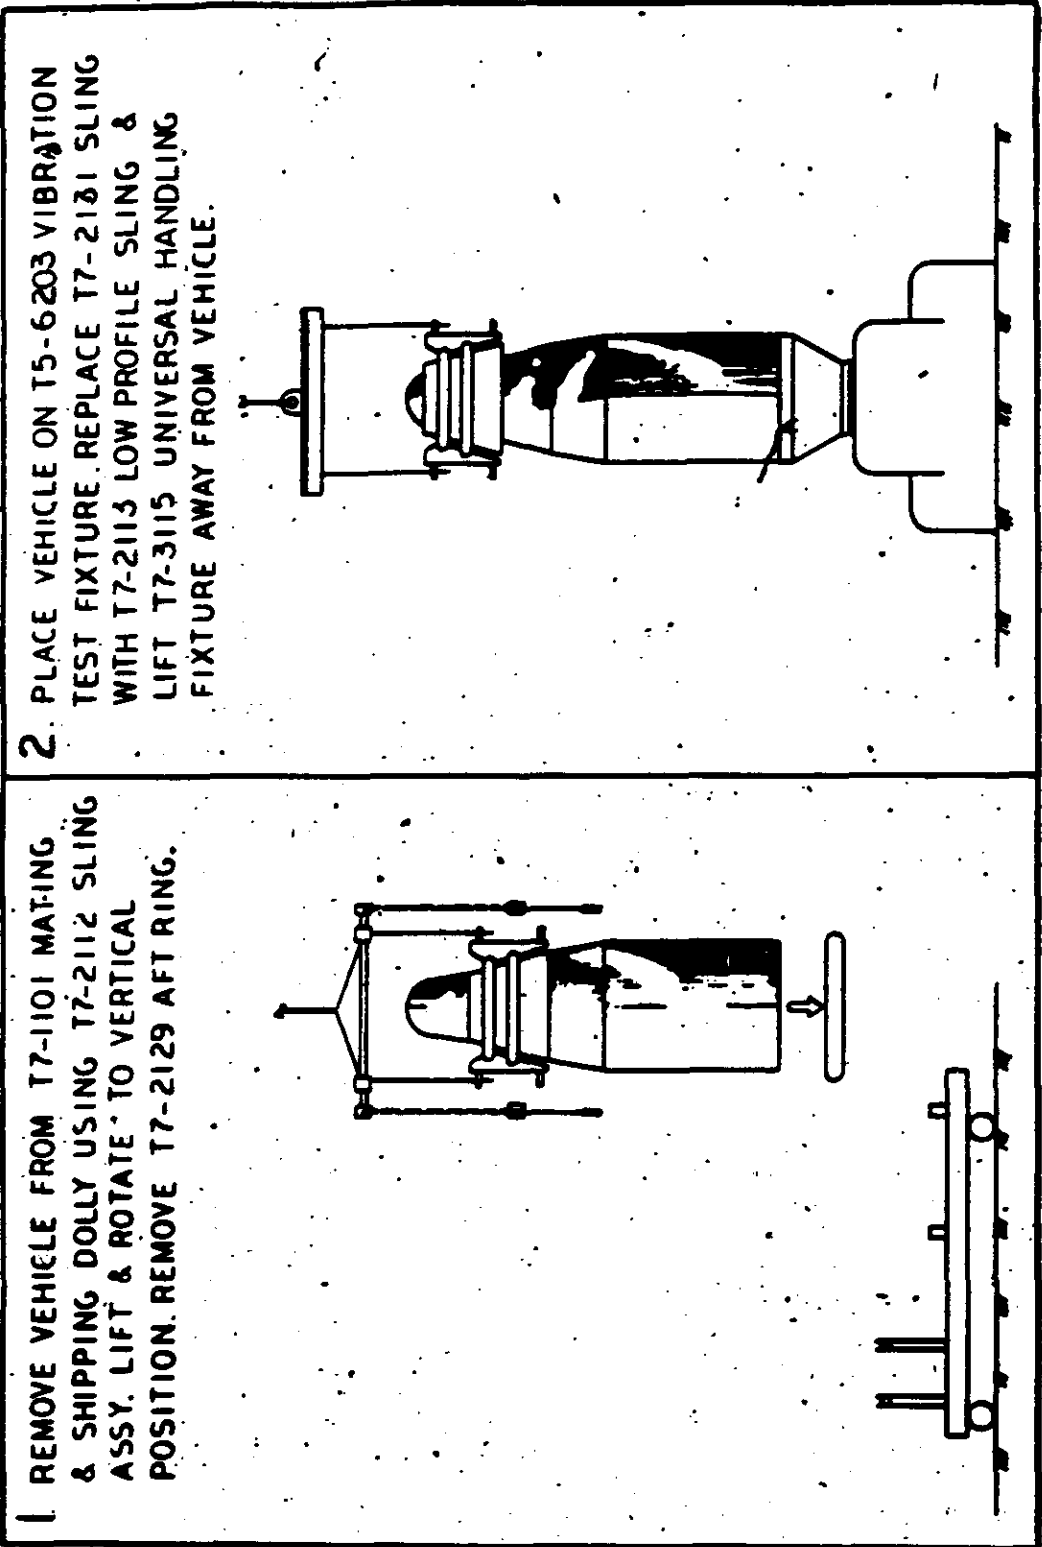 1. REMOVE VEHICLE FROM T7-1101 MATING
& SHIPPING DOLLY USING T7-2112 SLING
ASSY. LIFT & ROTATE TO VERTICAL
POSITION. REMOVE T7-2129 AFT RING.
2. PLACE VEHICLE ON T5-6203 VIBRATION
TEST FIXTURE. REPLACE T7-2131 SLING
WITH T7-2113 LOW PROFILE SLING &
LIFT T7-3115 UNIVERSAL HANDLING
FIXTURE AWAY FROM VEHICLE.